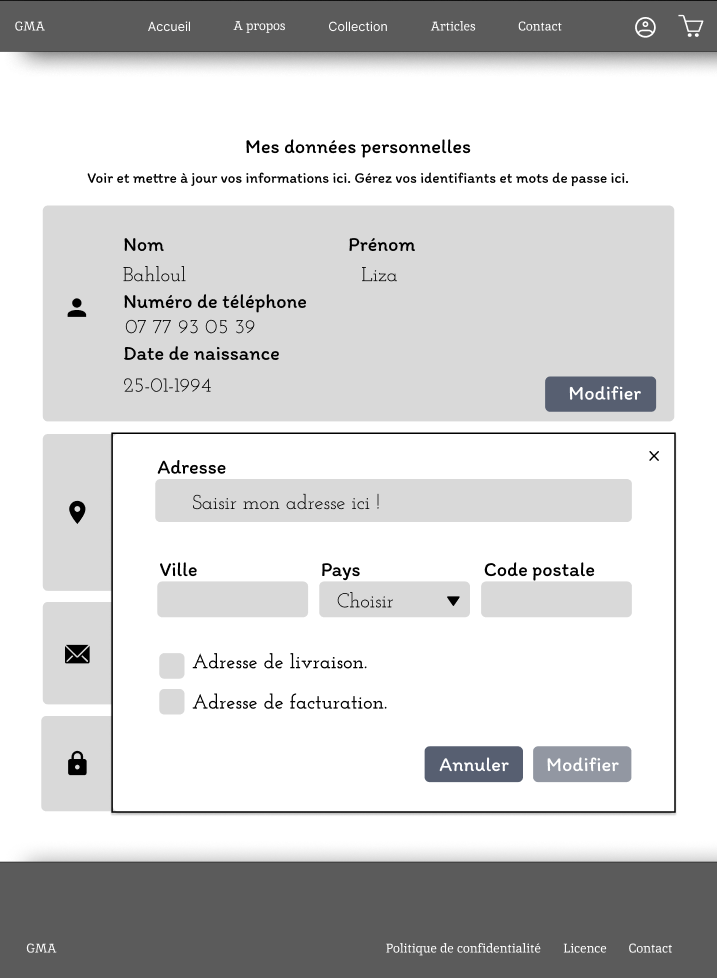 GMA Accueil A propos Collection Articles Contact
Mes données personnelles
Voir et mettre à jour vos informations ici. Gérez vos identifiants et mots de passe ici.
Nom Prénom
Bahloul Liza
Numéro de téléphone
07 77 93 05 39
Date de naissance
25-01-1994
Modifier
Adresse
Saisir mon adresse ici !
Ville Pays Code postale
Choisir
Adresse de livraison.
Adresse de facturation.
Annuler Modifier
GMA Politique de confidentialité Licence Contact